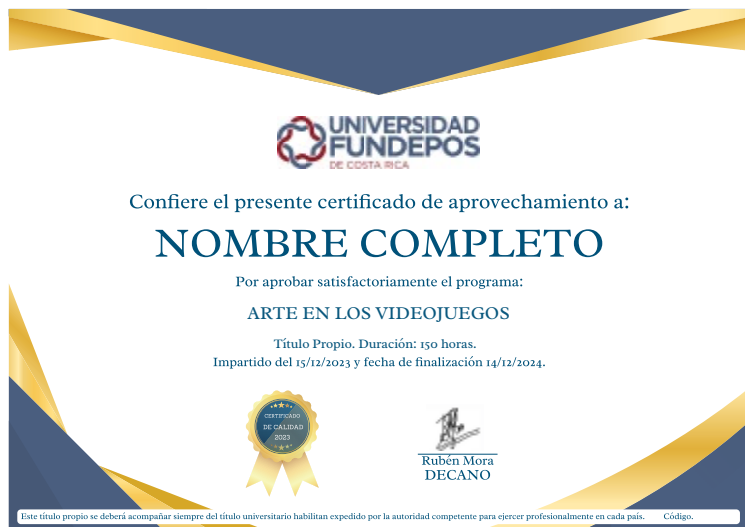 UNIVERSIDAD
FUNDEPOS
DE COSTA RICA
Confiere el presente certificado de aprovechamiento a:
NOMBRE COMPLETO
Por aprobar satisfactoriamente el programa:
ARTE EN LOS VIDEOJUEGOS
Título Propio. Duración: 150 horas.
Impartido del 15/12/2023 y fecha de finalización 14/12/2024.
CERTIFICADO
DE CALIDAD
2023
Rubén Mora
DECANO
Este título propio se deberá acompañar siempre del título universitario habilitan expedido por la autoridad competente para ejercer profesionalmente en cada país. Código.